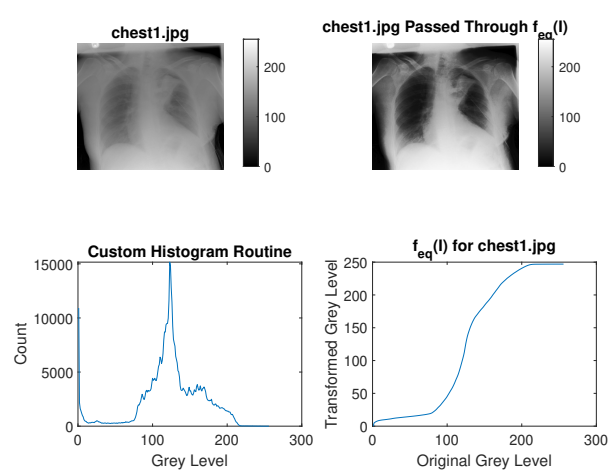 chest1.jpg
200
100
0
chest1.jpg Passed Through f_eq(I)
200
100
0
Custom Histogram Routine
15000
10000
5000
0
Count
0 100 200 300
Grey Level
f_eq(I) for chest1.jpg
250
200
150
100
50
0
Transformed Grey Level
0 100 200 300
Original Grey Level